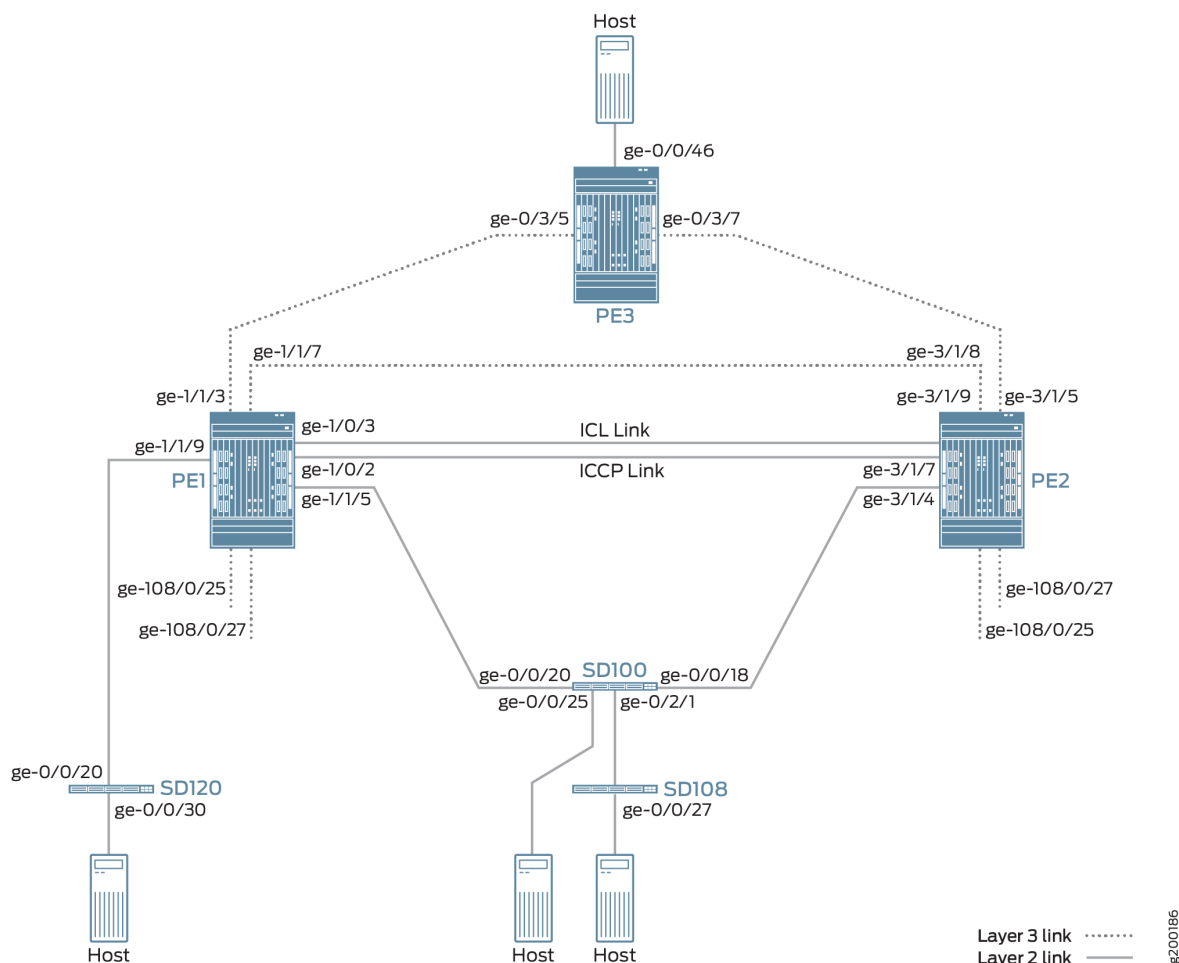 Host
ge-0/0/46
ge-0/3/5
ge-0/3/7
PE3
ge-1/1/7
ge-3/1/8
ge-1/1/3
ge-3/1/9
ge-3/1/5
ge-1/0/3
ICL Link
ge-1/1/9
ge-1/0/2
ICCP Link
ge-3/1/7
PE1
PE2
ge-1/1/5
ge-3/1/4
ge-108/0/25
ge-108/0/27
ge-108/0/27
ge-108/0/25
SD100
ge-0/0/20
ge-0/0/18
ge-0/0/25
ge-0/2/1
ge-0/0/20
SD120
SD108
ge-0/0/30
ge-0/0/27
Host
Host
Host
Layer 3 link
Layer 2 link
g200186